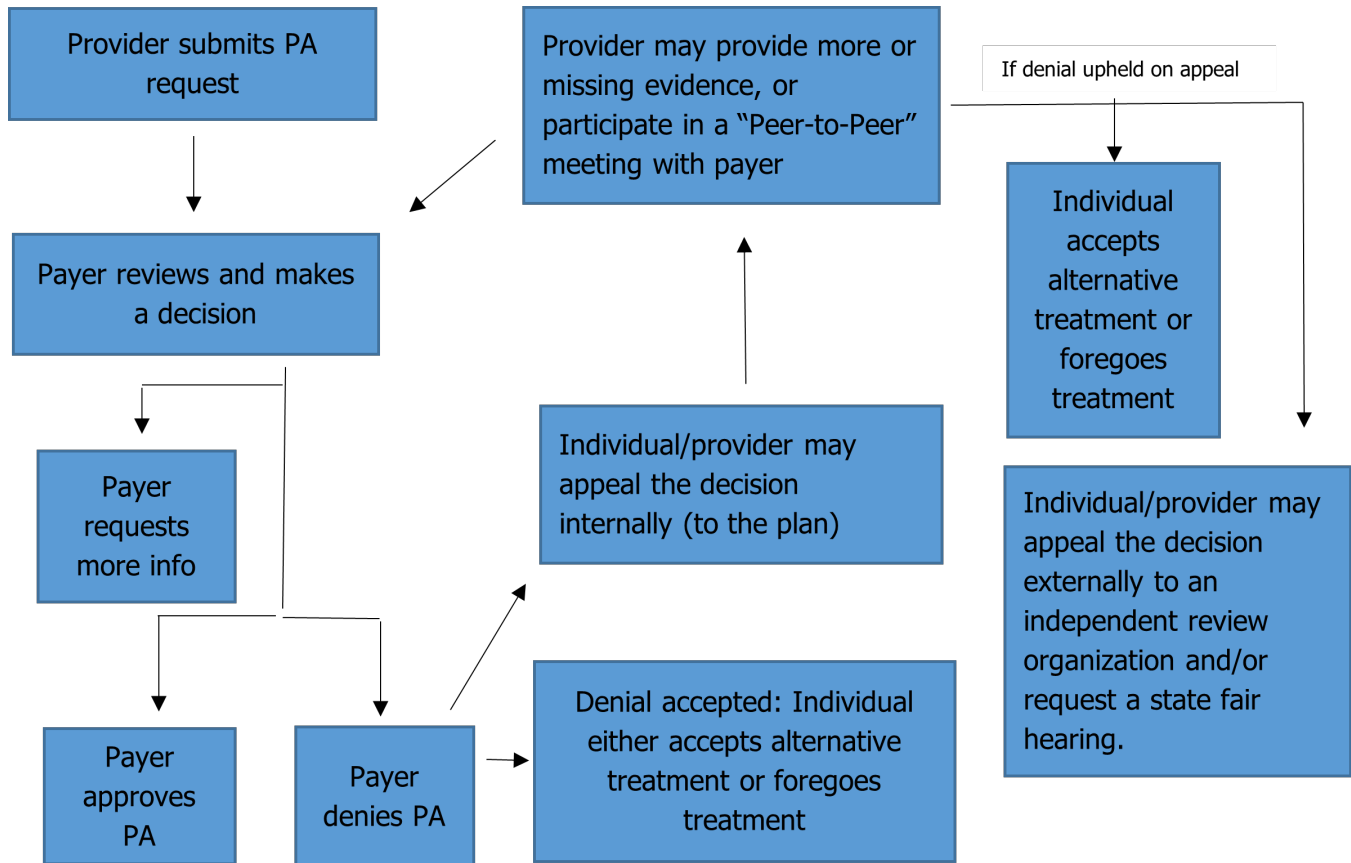 Provider submits PA
request
Provider may provide more or
missing evidence, or
participate in a “Peer-to-Peer”
meeting with payer
If denial upheld on appeal
Individual
accepts
alternative
treatment or
foregoes
treatment
Payer reviews and makes
a decision
Payer
requests
more info
Individual/provider may
appeal the decision
internally (to the plan)
Individual/provider may
appeal the decision
externally to an
independent review
organization and/or
request a state fair
hearing.
Payer
approves
PA
Payer
denies PA
Denial accepted: Individual
either accepts alternative
treatment or foregoes
treatment